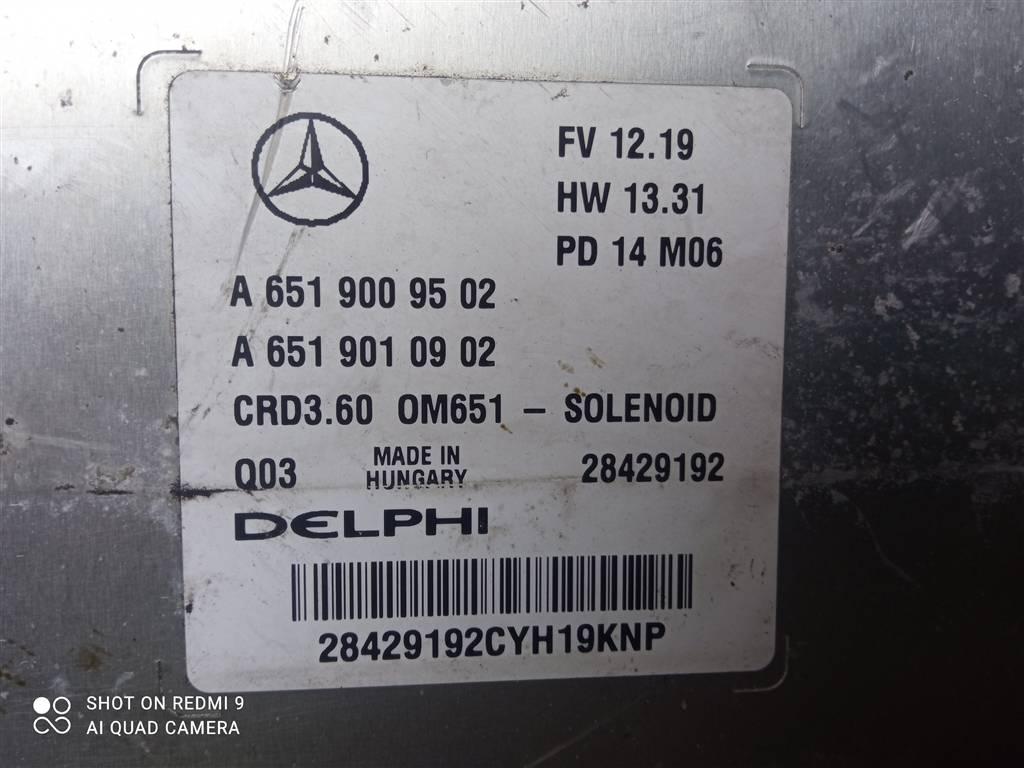 FV 12.19
HW 13.31
PD 14 M06
A 651 900 95 02
A 651 901 09 02
CRD3.60 OM651 – SOLENOID
Q03 MADE IN HUNGARY 28429192
DELPHI
28429192CYH19KNP
SHOT ON REDMI 9
AI QUAD CAMERA